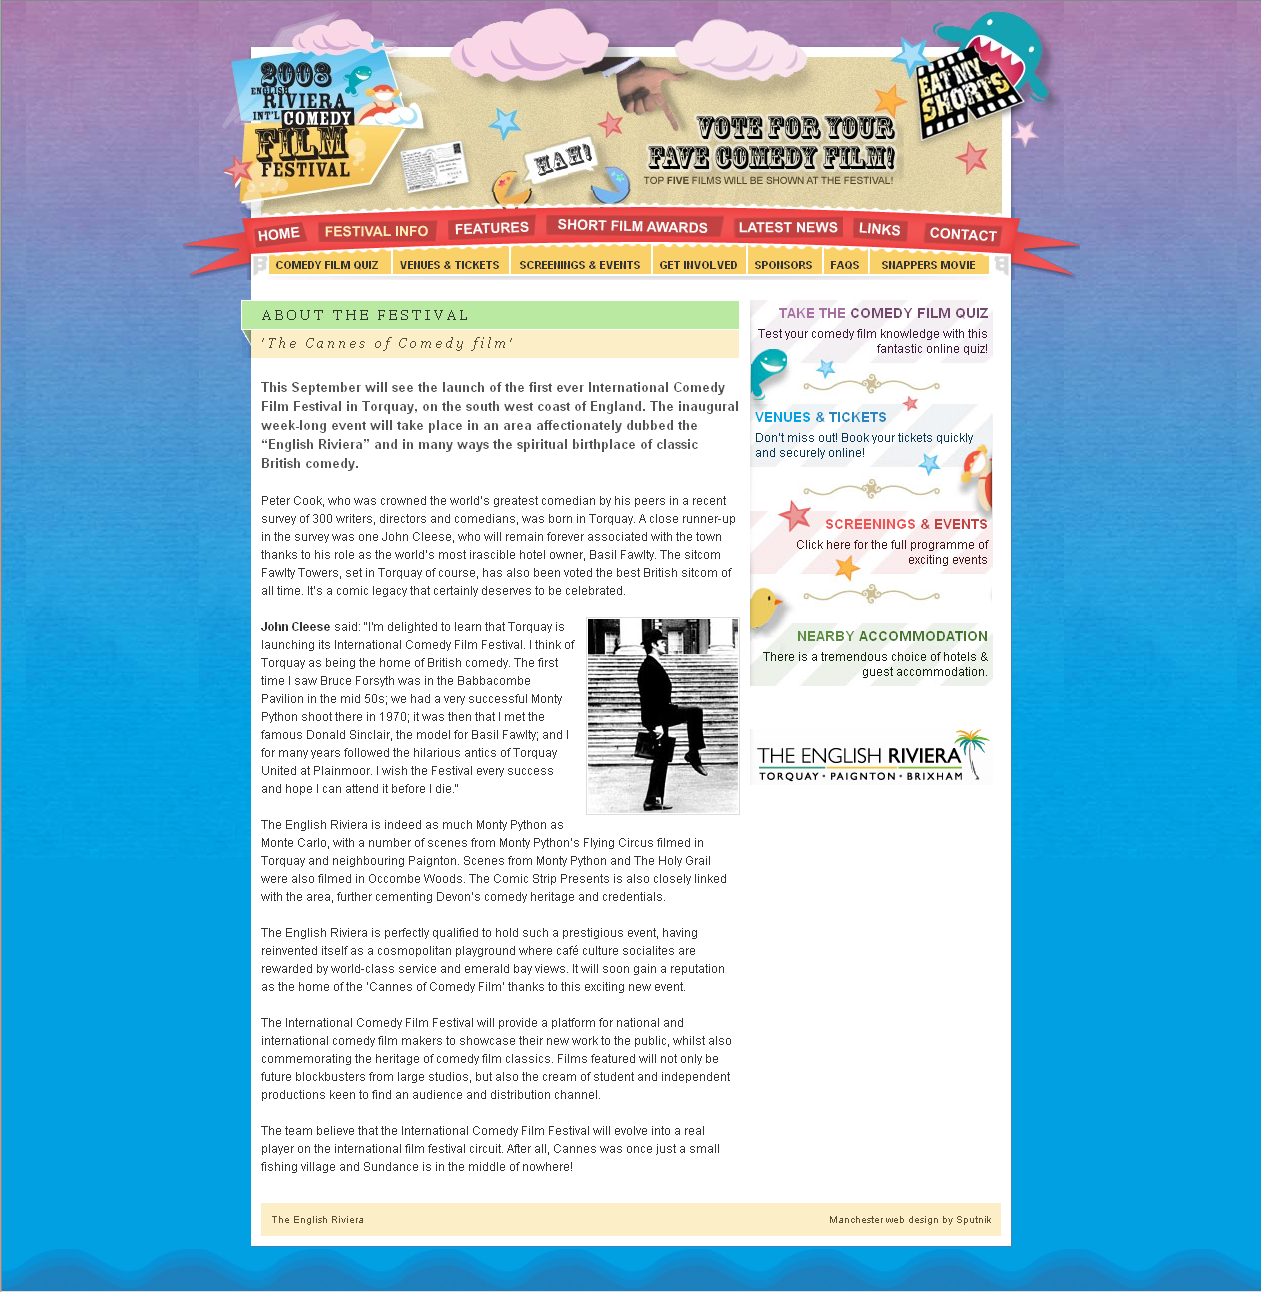 2008
ENGLISH
RIVIERA
INT'L COMEDY
FILM
FESTIVAL
HAH!
VOTE FOR YOUR
FAVE COMEDY FILM!
TOP FIVE FILMS WILL BE SHOWN AT THE FESTIVAL!
EAT MY
SHORTS
HOME FESTIVAL INFO FEATURES SHORT FILM AWARDS LATEST NEWS LINKS CONTACT
COMEDY FILM QUIZ VENUES & TICKETS SCREENINGS & EVENTS GET INVOLVED SPONSORS FAQS SNAPPERS MOVIE
ABOUT THE FESTIVAL
'The Cannes of Comedy film'
This September will see the launch of the first ever International Comedy
Film Festival in Torquay, on the south west coast of England. The inaugural
week-long event will take place in an area affectionately dubbed the
“English Riviera” and in many ways the spiritual birthplace of classic
British comedy.
Peter Cook, who was crowned the world's greatest comedian by his peers in a recent
survey of 300 writers, directors and comedians, was born in Torquay. A close runner-up
in the survey was one John Cleese, who will remain forever associated with the town
thanks to his role as the world's most irascible hotel owner, Basil Fawlty. The sitcom
Fawlty Towers, set in Torquay of course, has also been voted the best British sitcom of
all time. It's a comic legacy that certainly deserves to be celebrated.
John Cleese said: "I'm delighted to learn that Torquay is
launching its International Comedy Film Festival. I think of
Torquay as being the home of British comedy. The first
time I saw Bruce Forsyth was in the Babbacombe
Pavilion in the mid 50s; we had a very successful Monty
Python shoot there in 1970; it was then that I met the
famous Donald Sinclair, the model for Basil Fawlty; and I
for many years followed the hilarious antics of Torquay
United at Plainmoor. I wish the Festival every success
and hope I can attend it before I die."
The English Riviera is indeed as much Monty Python as
Monte Carlo, with a number of scenes from Monty Python's Flying Circus filmed in
Torquay and neighbouring Paignton. Scenes from Monty Python and The Holy Grail
were also filmed in Occombe Woods. The Comic Strip Presents is also closely linked
with the area, further cementing Devon's comedy heritage and credentials.
The English Riviera is perfectly qualified to hold such a prestigious event, having
reinvented itself as a cosmopolitan playground where café culture socialites are
rewarded by world-class service and emerald bay views. It will soon gain a reputation
as the home of the 'Cannes of Comedy Film' thanks to this exciting new event.
The International Comedy Film Festival will provide a platform for national and
international comedy film makers to showcase their new work to the public, whilst also
commemorating the heritage of comedy film classics. Films featured will not only be
future blockbusters from large studios, but also the cream of student and independent
productions keen to find an audience and distribution channel.
The team believe that the International Comedy Film Festival will evolve into a real
player on the international film festival circuit. After all, Cannes was once just a small
fishing village and Sundance is in the middle of nowhere!
TAKE THE COMEDY FILM QUIZ
Test your comedy film knowledge with this
fantastic online quiz!
VENUES & TICKETS
Don't miss out! Book your tickets quickly
and securely online!
SCREENINGS & EVENTS
Click here for the full programme of
exciting events
NEARBY ACCOMMODATION
There is a tremendous choice of hotels &
guest accommodation.
THE ENGLISH RIVIERA
TORQUAY • PAIGNTON • BRIXHAM
The English Riviera
Manchester web design by Sputnik